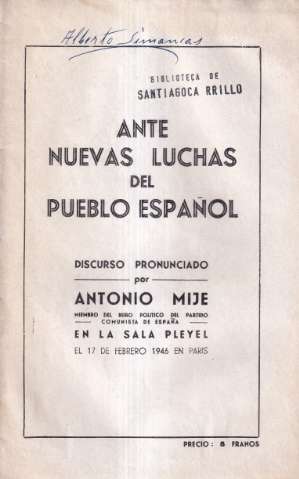 Alberto Simancas
BIBLIOTECA DE
SANTIAGOCA RRILLO
ANTE
NUEVAS LUCHAS
DEL
PUEBLO ESPAÑOL
DISCURSO PRONUNCIADO
por
ANTONIO MIJE
MIEMBRO DEL BURO POLITICO DEL PARTIDO
COMUNISTA DE ESPAÑA
EN LA SALA PLEYEL
EL 17 DE FEBRERO 1946 EN PARIS
PRECIO : 8 FRANOS